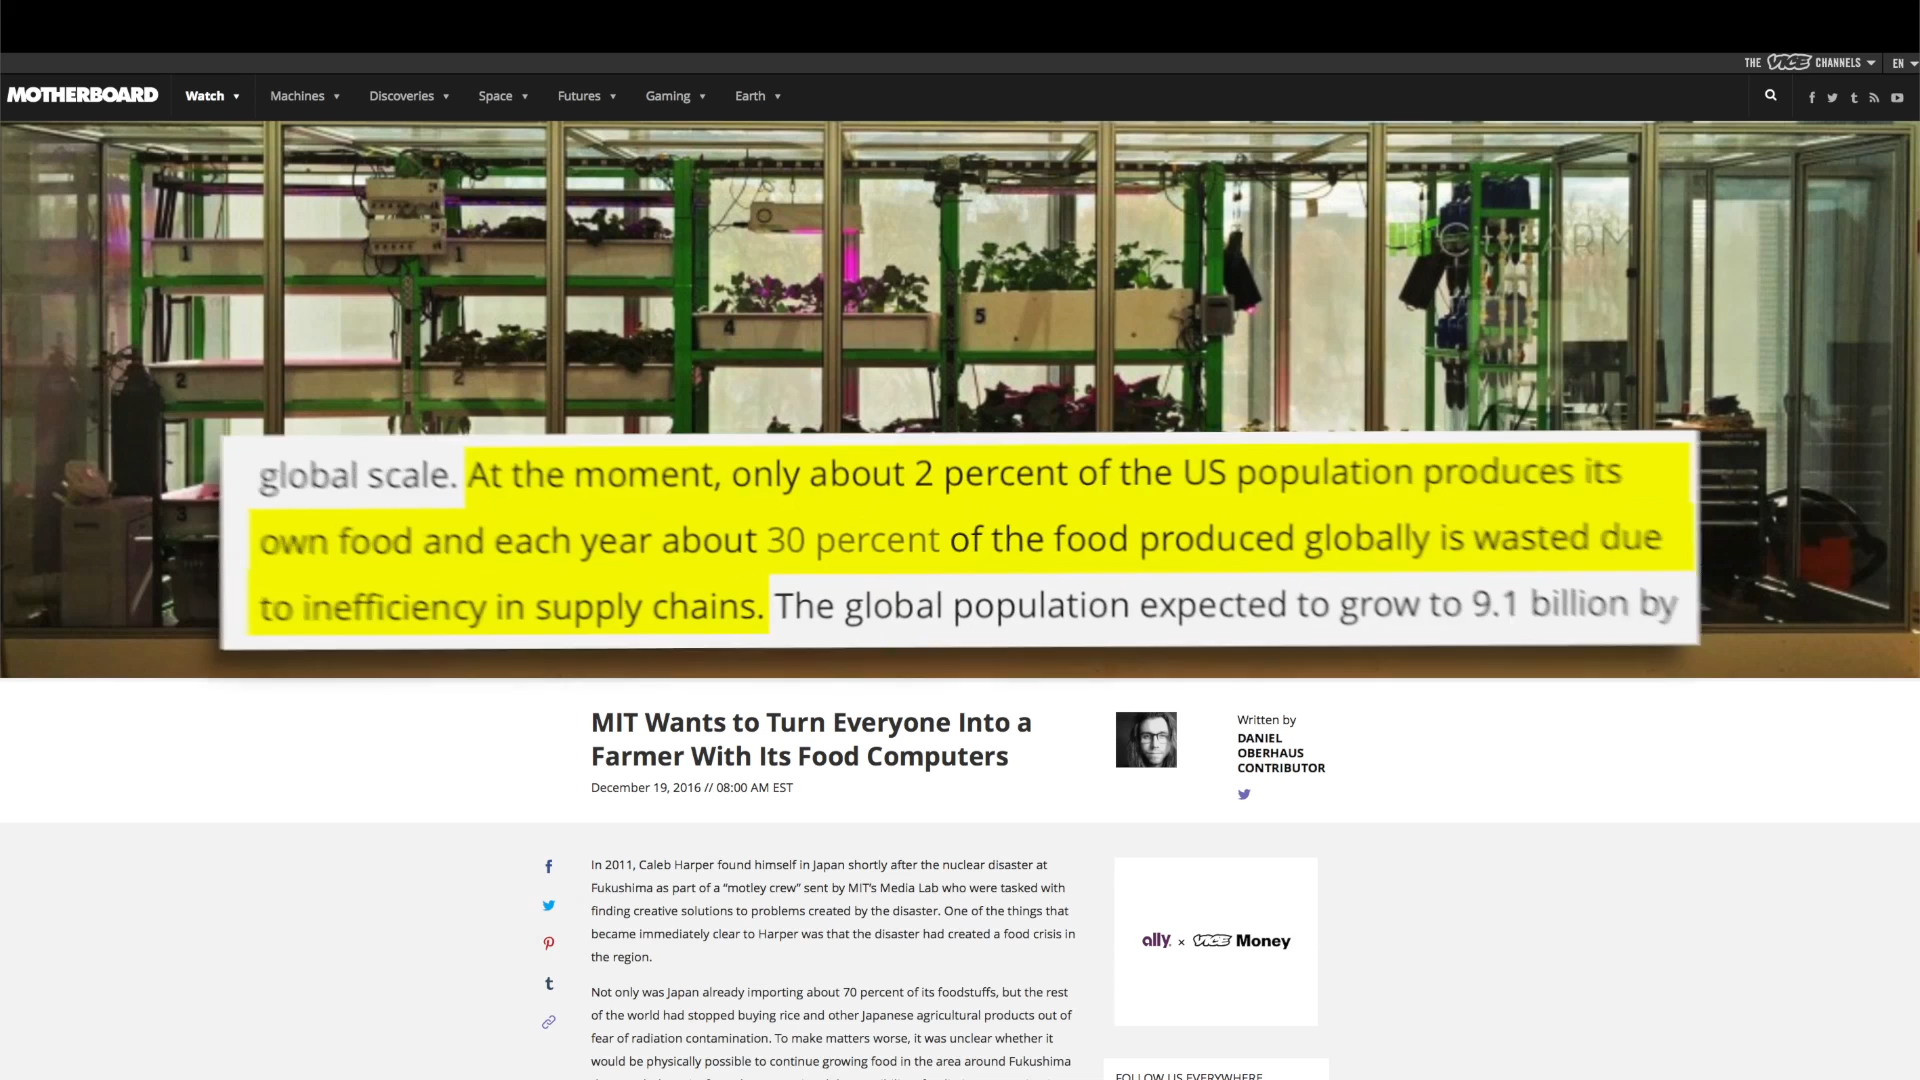 THE VICE CHANNELS EN
MOTHERBOARD Watch Machines Discoveries Space Futures Gaming Earth
1 1
CityFARM
5
4
2 2
3
global scale. At the moment, only about 2 percent of the US population produces its
own food and each year about 30 percent of the food produced globally is wasted due
to inefficiency in supply chains. The global population expected to grow to 9.1 billion by
MIT Wants to Turn Everyone Into a
Farmer With Its Food Computers
December 19, 2016 // 08:00 AM EST
Written by
DANIEL
OBERHAUS
CONTRIBUTOR
In 2011, Caleb Harper found himself in Japan shortly after the nuclear disaster at
Fukushima as part of a “motley crew” sent by MIT’s Media Lab who were tasked with
finding creative solutions to problems created by the disaster. One of the things that
became immediately clear to Harper was that the disaster had created a food crisis in
the region.
Not only was Japan already importing about 70 percent of its foodstuffs, but the rest
of the world had stopped buying rice and other Japanese agricultural products out of
fear of radiation contamination. To make matters worse, it was unclear whether it
would be physically possible to continue growing food in the area around Fukushima
ally x VICE Money
FOLLOW US EVERYWHERE